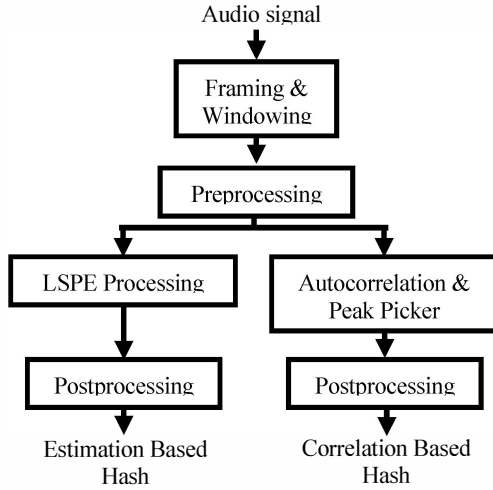 Audio signal
Framing &
Windowing
Preprocessing
LSPE Processing
Autocorrelation &
Peak Picker
Postprocessing
Postprocessing
Estimation Based
Hash
Correlation Based
Hash